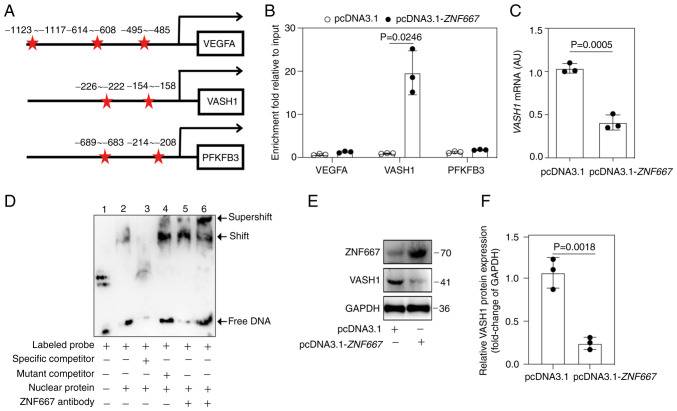 A
−1123~−1117
−614~−608
−495~−485
VEGFA
−226~−222
−154~−158
VASH1
−689~−683
−214~−208
PFKFB3
B
pcDNA3.1 pcDNA3.1-ZNF667
Enrichment fold relative to input
30
20
10
0
P=0.0246
VEGFA VASH1 PFKFB3
C
VASH1 mRNA (AU)
1.5
1.0
0.5
0.0
P=0.0005
pcDNA3.1
pcDNA3.1-ZNF667
D
1 2 3 4 5 6
Supershift
Shift
Free DNA
Labeled probe + + + + + +
Specific competitor − − + − − −
Mutant competitor − − − + − −
Nuclear protein − + + + + +
ZNF667 antibody − − − − + +
E
ZNF667 −70
VASH1 −41
GAPDH −36
pcDNA3.1 + −
pcDNA3.1-ZNF667 − +
F
Relative VASH1 protein expression
(fold-change of GAPDH)
1.5
1.0
0.5
0.0
P=0.0018
pcDNA3.1
pcDNA3.1-ZNF667